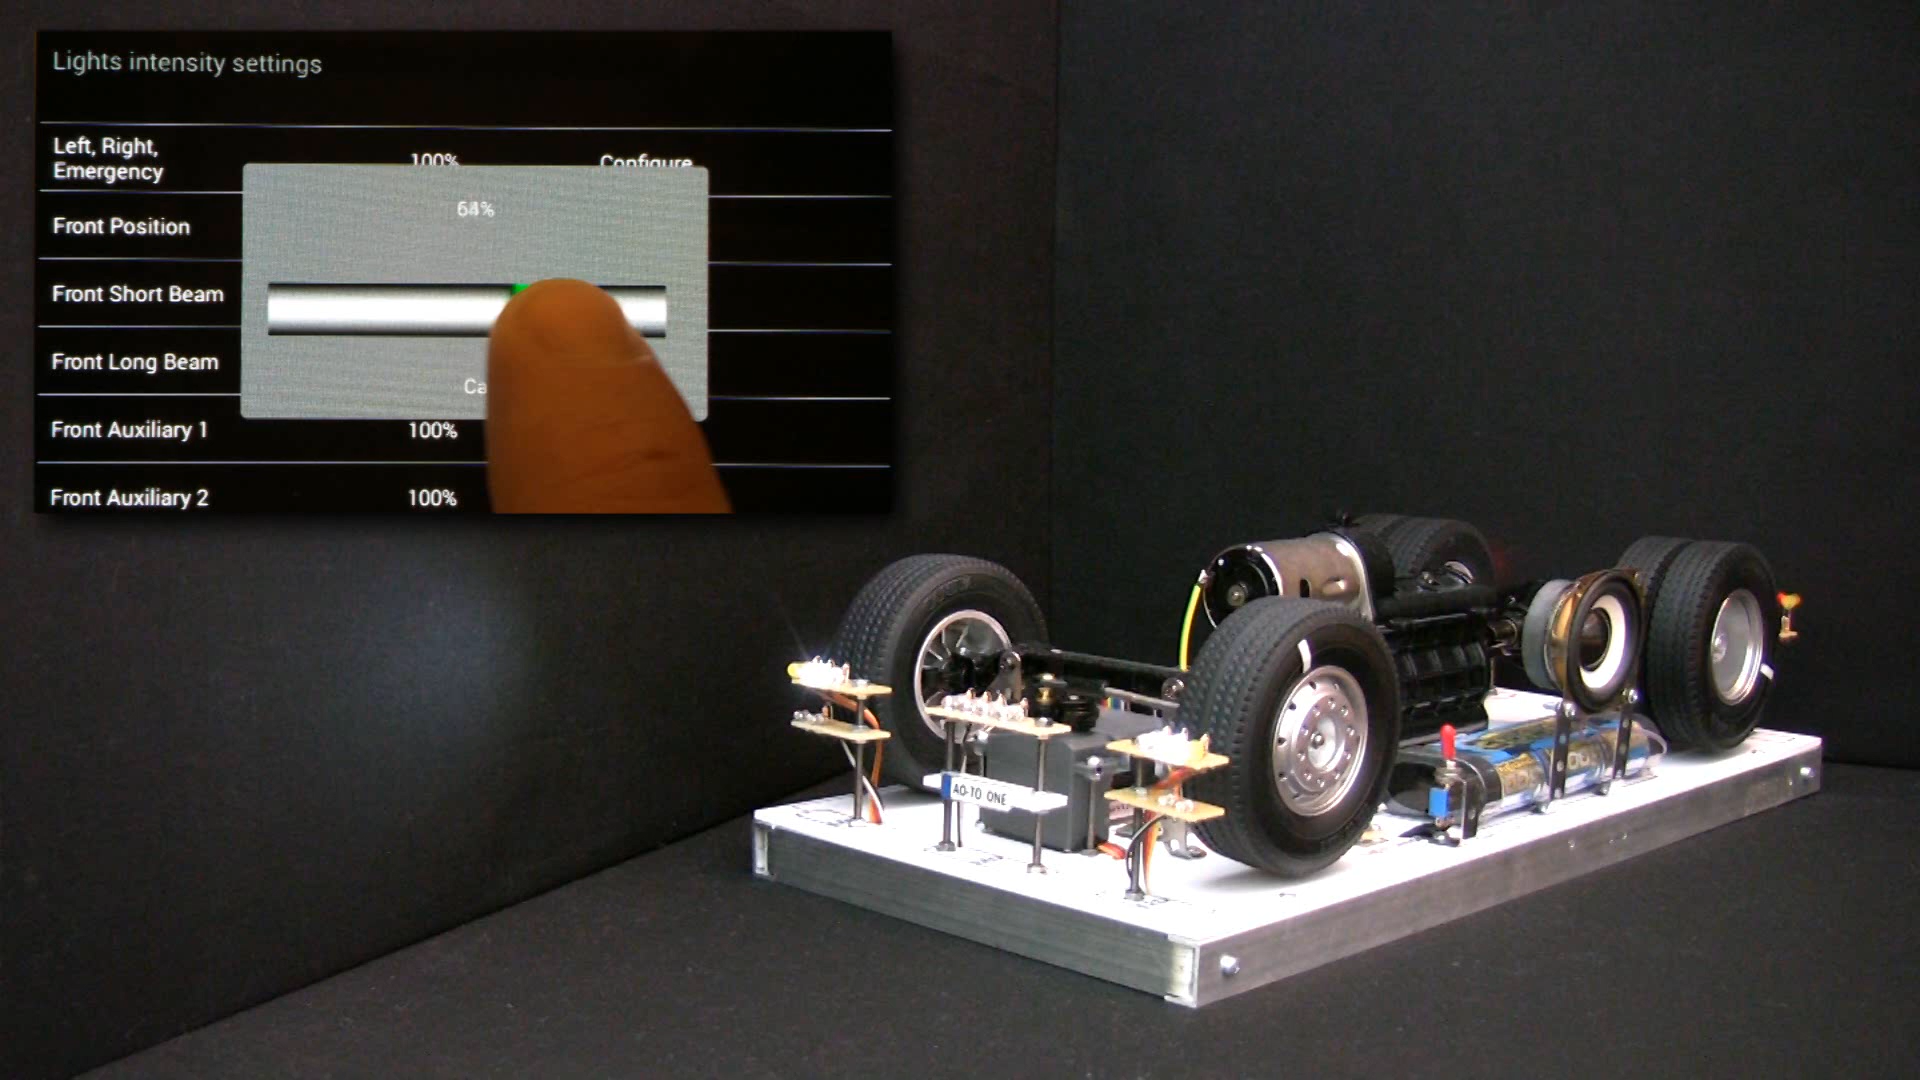 Lights intensity settings
Left, Right,
Emergency
100%
Configure
64%
Front Position
Front Short Beam
Front Long Beam
Ca
Front Auxiliary 1
100%
Front Auxiliary 2
100%
AO-TO ONE